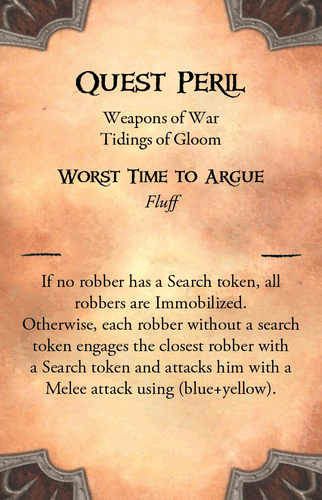 Quest Peril
Weapons of War
Tidings of Gloom
Worst Time to Argue
Fluff
If no robber has a Search token, all
robbers are Immobilized.
Otherwise, each robber without a search
token engages the closest robber with
a Search token and attacks him with a
Melee attack using (blue+yellow).